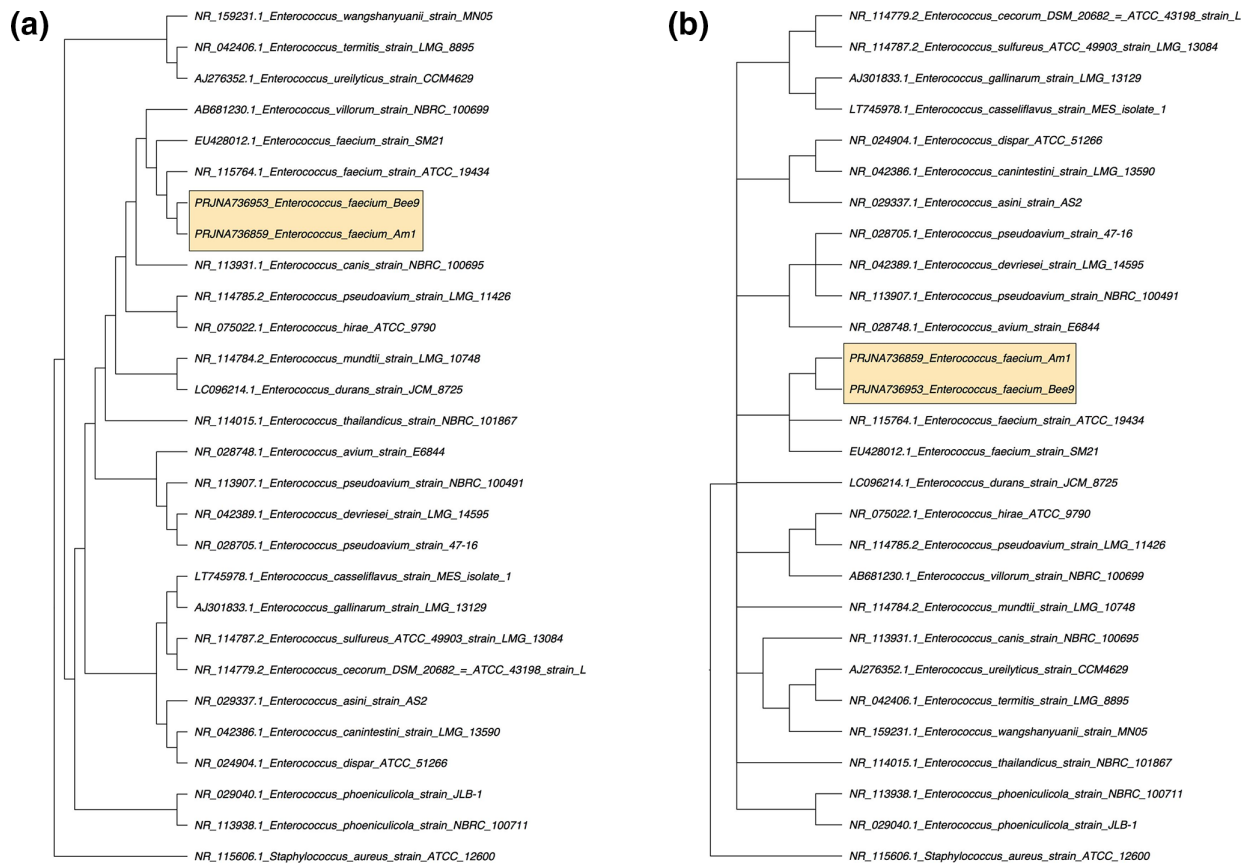 (a)
NR_159231.1_Enterococcus_wangshanyuanii_strain_MN05
NR_042406.1_Enterococcus_termitis_strain_LMG_8895
AJ276352.1_Enterococcus_ureilyticus_strain_CCM4629
AB681230.1_Enterococcus_villorum_strain_NBRC_100699
EU428012.1_Enterococcus_faecium_strain_SM21
NR_115764.1_Enterococcus_faecium_strain_ATCC_19434
PRJNA736953_Enterococcus_faecium_Bee9
PRJNA736859_Enterococcus_faecium_Am1
NR_113931.1_Enterococcus_canis_strain_NBRC_100695
NR_114785.2_Enterococcus_pseudoavium_strain_LMG_11426
NR_075022.1_Enterococcus_hirae_ATCC_9790
NR_114784.2_Enterococcus_mundtii_strain_LMG_10748
LC096214.1_Enterococcus_durans_strain_JCM_8725
NR_114015.1_Enterococcus_thailandicus_strain_NBRC_101867
NR_028748.1_Enterococcus_avium_strain_E6844
NR_113907.1_Enterococcus_pseudoavium_strain_NBRC_100491
NR_042389.1_Enterococcus_devriesei_strain_LMG_14595
NR_028705.1_Enterococcus_pseudoavium_strain_47-16
LT745978.1_Enterococcus_casseliflavus_strain_MES_isolate_1
AJ301833.1_Enterococcus_gallinarum_strain_LMG_13129
NR_114787.2_Enterococcus_sulfureus_ATCC_49903_strain_LMG_13084
NR_114779.2_Enterococcus_cecorum_DSM_20682_=_ATCC_43198_strain_L
NR_029337.1_Enterococcus_asini_strain_AS2
NR_042386.1_Enterococcus_canintestini_strain_LMG_13590
NR_024904.1_Enterococcus_dispar_ATCC_51266
NR_029040.1_Enterococcus_phoeniculicola_strain_JLB-1
NR_113938.1_Enterococcus_phoeniculicola_strain_NBRC_100711
NR_115606.1_Staphylococcus_aureus_strain_ATCC_12600
(b)
NR_114779.2_Enterococcus_cecorum_DSM_20682_=_ATCC_43198_strain_L
NR_114787.2_Enterococcus_sulfureus_ATCC_49903_strain_LMG_13084
AJ301833.1_Enterococcus_gallinarum_strain_LMG_13129
LT745978.1_Enterococcus_casseliflavus_strain_MES_isolate_1
NR_024904.1_Enterococcus_dispar_ATCC_51266
NR_042386.1_Enterococcus_canintestini_strain_LMG_13590
NR_029337.1_Enterococcus_asini_strain_AS2
NR_028705.1_Enterococcus_pseudoavium_strain_47-16
NR_042389.1_Enterococcus_devriesei_strain_LMG_14595
NR_113907.1_Enterococcus_pseudoavium_strain_NBRC_100491
NR_028748.1_Enterococcus_avium_strain_E6844
PRJNA736859_Enterococcus_faecium_Am1
PRJNA736953_Enterococcus_faecium_Bee9
NR_115764.1_Enterococcus_faecium_strain_ATCC_19434
EU428012.1_Enterococcus_faecium_strain_SM21
LC096214.1_Enterococcus_durans_strain_JCM_8725
NR_075022.1_Enterococcus_hirae_ATCC_9790
NR_114785.2_Enterococcus_pseudoavium_strain_LMG_11426
AB681230.1_Enterococcus_villorum_strain_NBRC_100699
NR_114784.2_Enterococcus_mundtii_strain_LMG_10748
NR_113931.1_Enterococcus_canis_strain_NBRC_100695
AJ276352.1_Enterococcus_ureilyticus_strain_CCM4629
NR_042406.1_Enterococcus_termitis_strain_LMG_8895
NR_159231.1_Enterococcus_wangshanyuanii_strain_MN05
NR_114015.1_Enterococcus_thailandicus_strain_NBRC_101867
NR_113938.1_Enterococcus_phoeniculicola_strain_NBRC_100711
NR_029040.1_Enterococcus_phoeniculicola_strain_JLB-1
NR_115606.1_Staphylococcus_aureus_strain_ATCC_12600